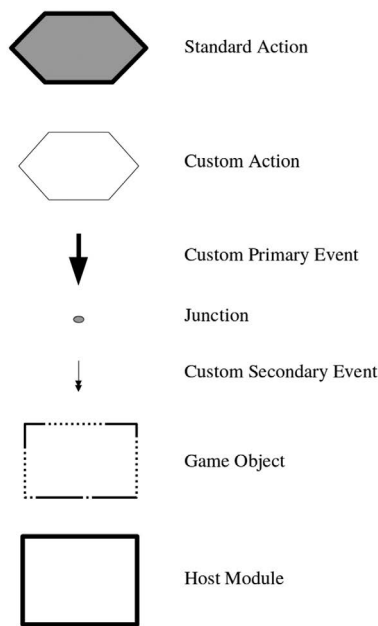 Standard Action
Custom Action
Custom Primary Event
Junction
Custom Secondary Event
Game Object
Host Module